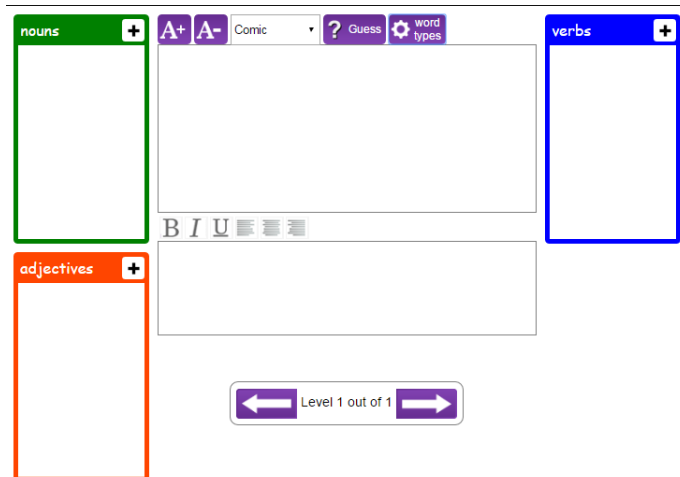 nouns +
A+ A- Comic ? Guess word types
verbs +
B I U
adjectives +
Level 1 out of 1